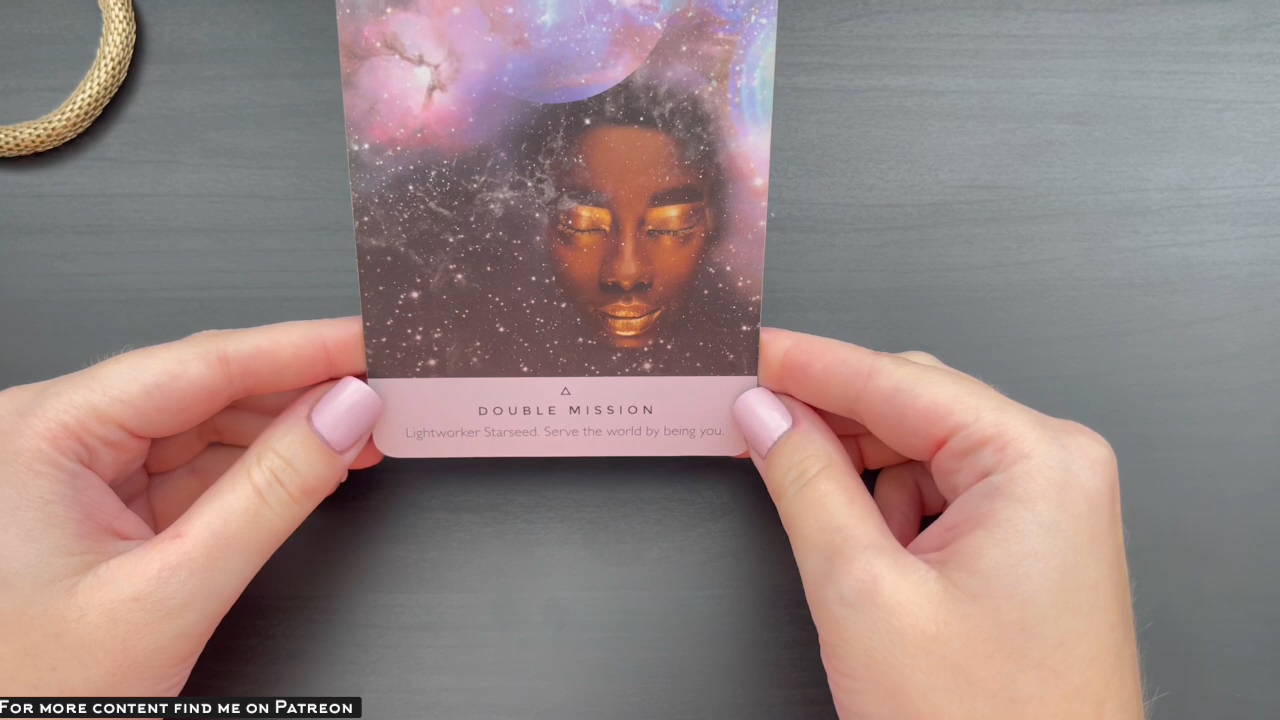 DOUBLE MISSION
Lightworker Starseed. Serve the world by being you.
FOR MORE CONTENT FIND ME ON PATREON